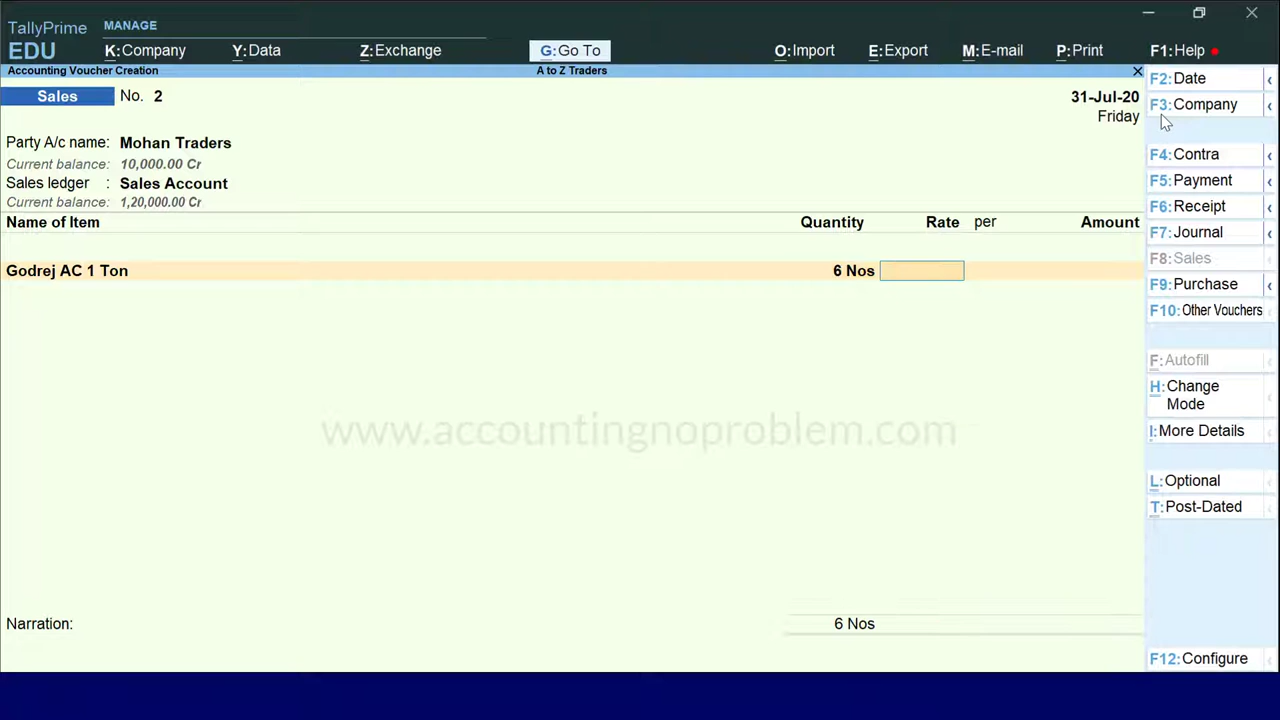 TallyPrime MANAGE
EDU K:Company Y:Data Z:Exchange G:Go To O:Import E:Export M:E-mail P:Print F1:Help
Accounting Voucher Creation A to Z Traders
Sales No. 2 31-Jul-20
Friday
Party A/c name: Mohan Traders
Current balance: 10,000.00 Cr
Sales ledger : Sales Account
Current balance: 1,20,000.00 Cr
Name of Item Quantity Rate per Amount
Godrej AC 1 Ton 6 Nos
www.accountingnoproblem.com
Narration: 6 Nos
F2:Date
F3:Company
F4:Contra
F5:Payment
F6:Receipt
F7:Journal
F8:Sales
F9:Purchase
F10:Other Vouchers
F:Autofill
H:Change
Mode
I:More Details
L:Optional
T:Post-Dated
F12:Configure